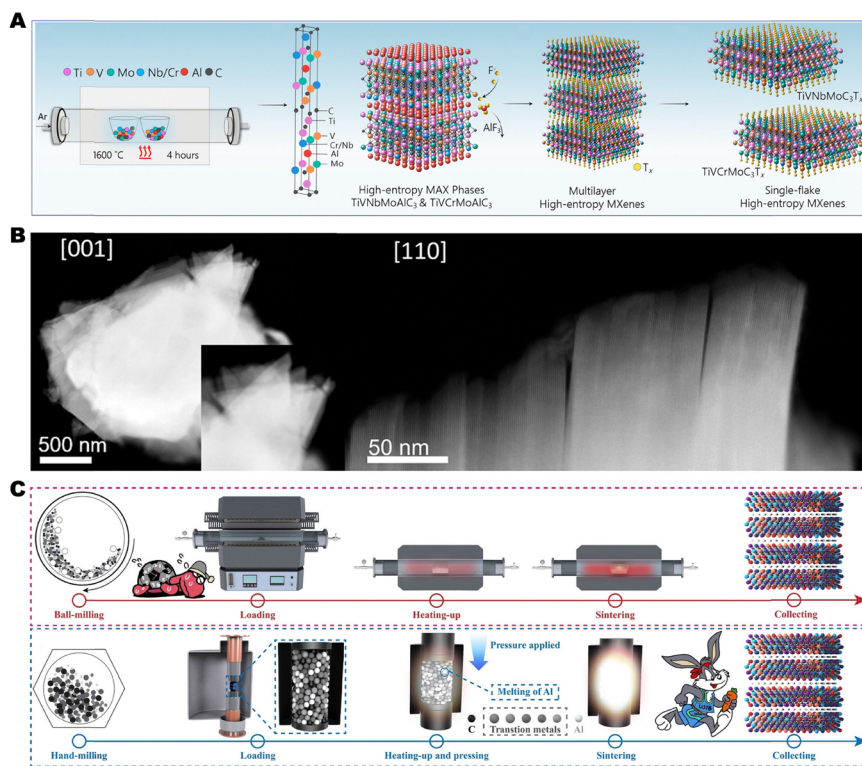 A
Ti V Mo Nb/Cr Al C
Ar
1600 °C 4 hours
C
Ti
V
Cr/Nb
Al
Mo
High-entropy MAX Phases
TiVNbMoAlC₃ & TiVCrMoAlC₃
F⁻
AlF₃
Tₓ
Multilayer
High-entropy MXenes
TiVNbMoC₃Tₓ
TiVCrMoC₃Tₓ
Single-flake
High-entropy MXenes
B
[001]
[110]
500 nm
50 nm
C
Ball-milling
Loading
Heating-up
Sintering
Collecting
Pressure applied
Melting of Al
C
Transtion metals
Al
Hand-milling
Loading
Heating-up and pressing
Sintering
Collecting